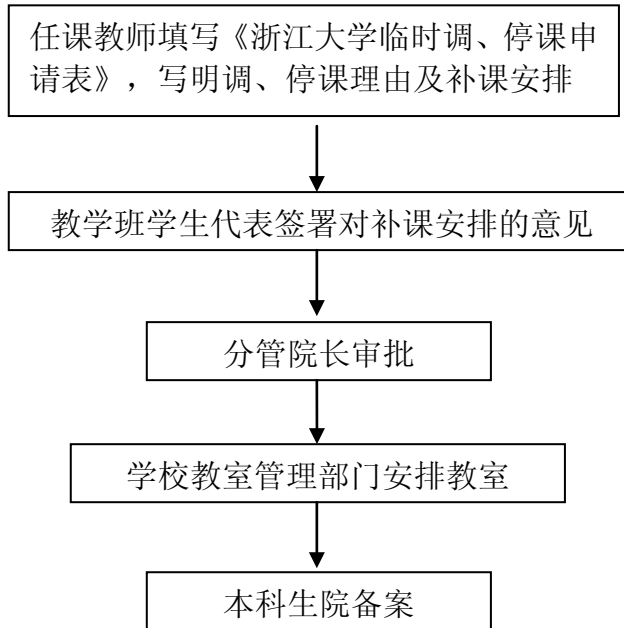 任课教师填写《浙江大学临时调、停课申
请表》，写明调、停课理由及补课安排
教学班学生代表签署对补课安排的意见
分管院长审批
学校教室管理部门安排教室
本科生院备案